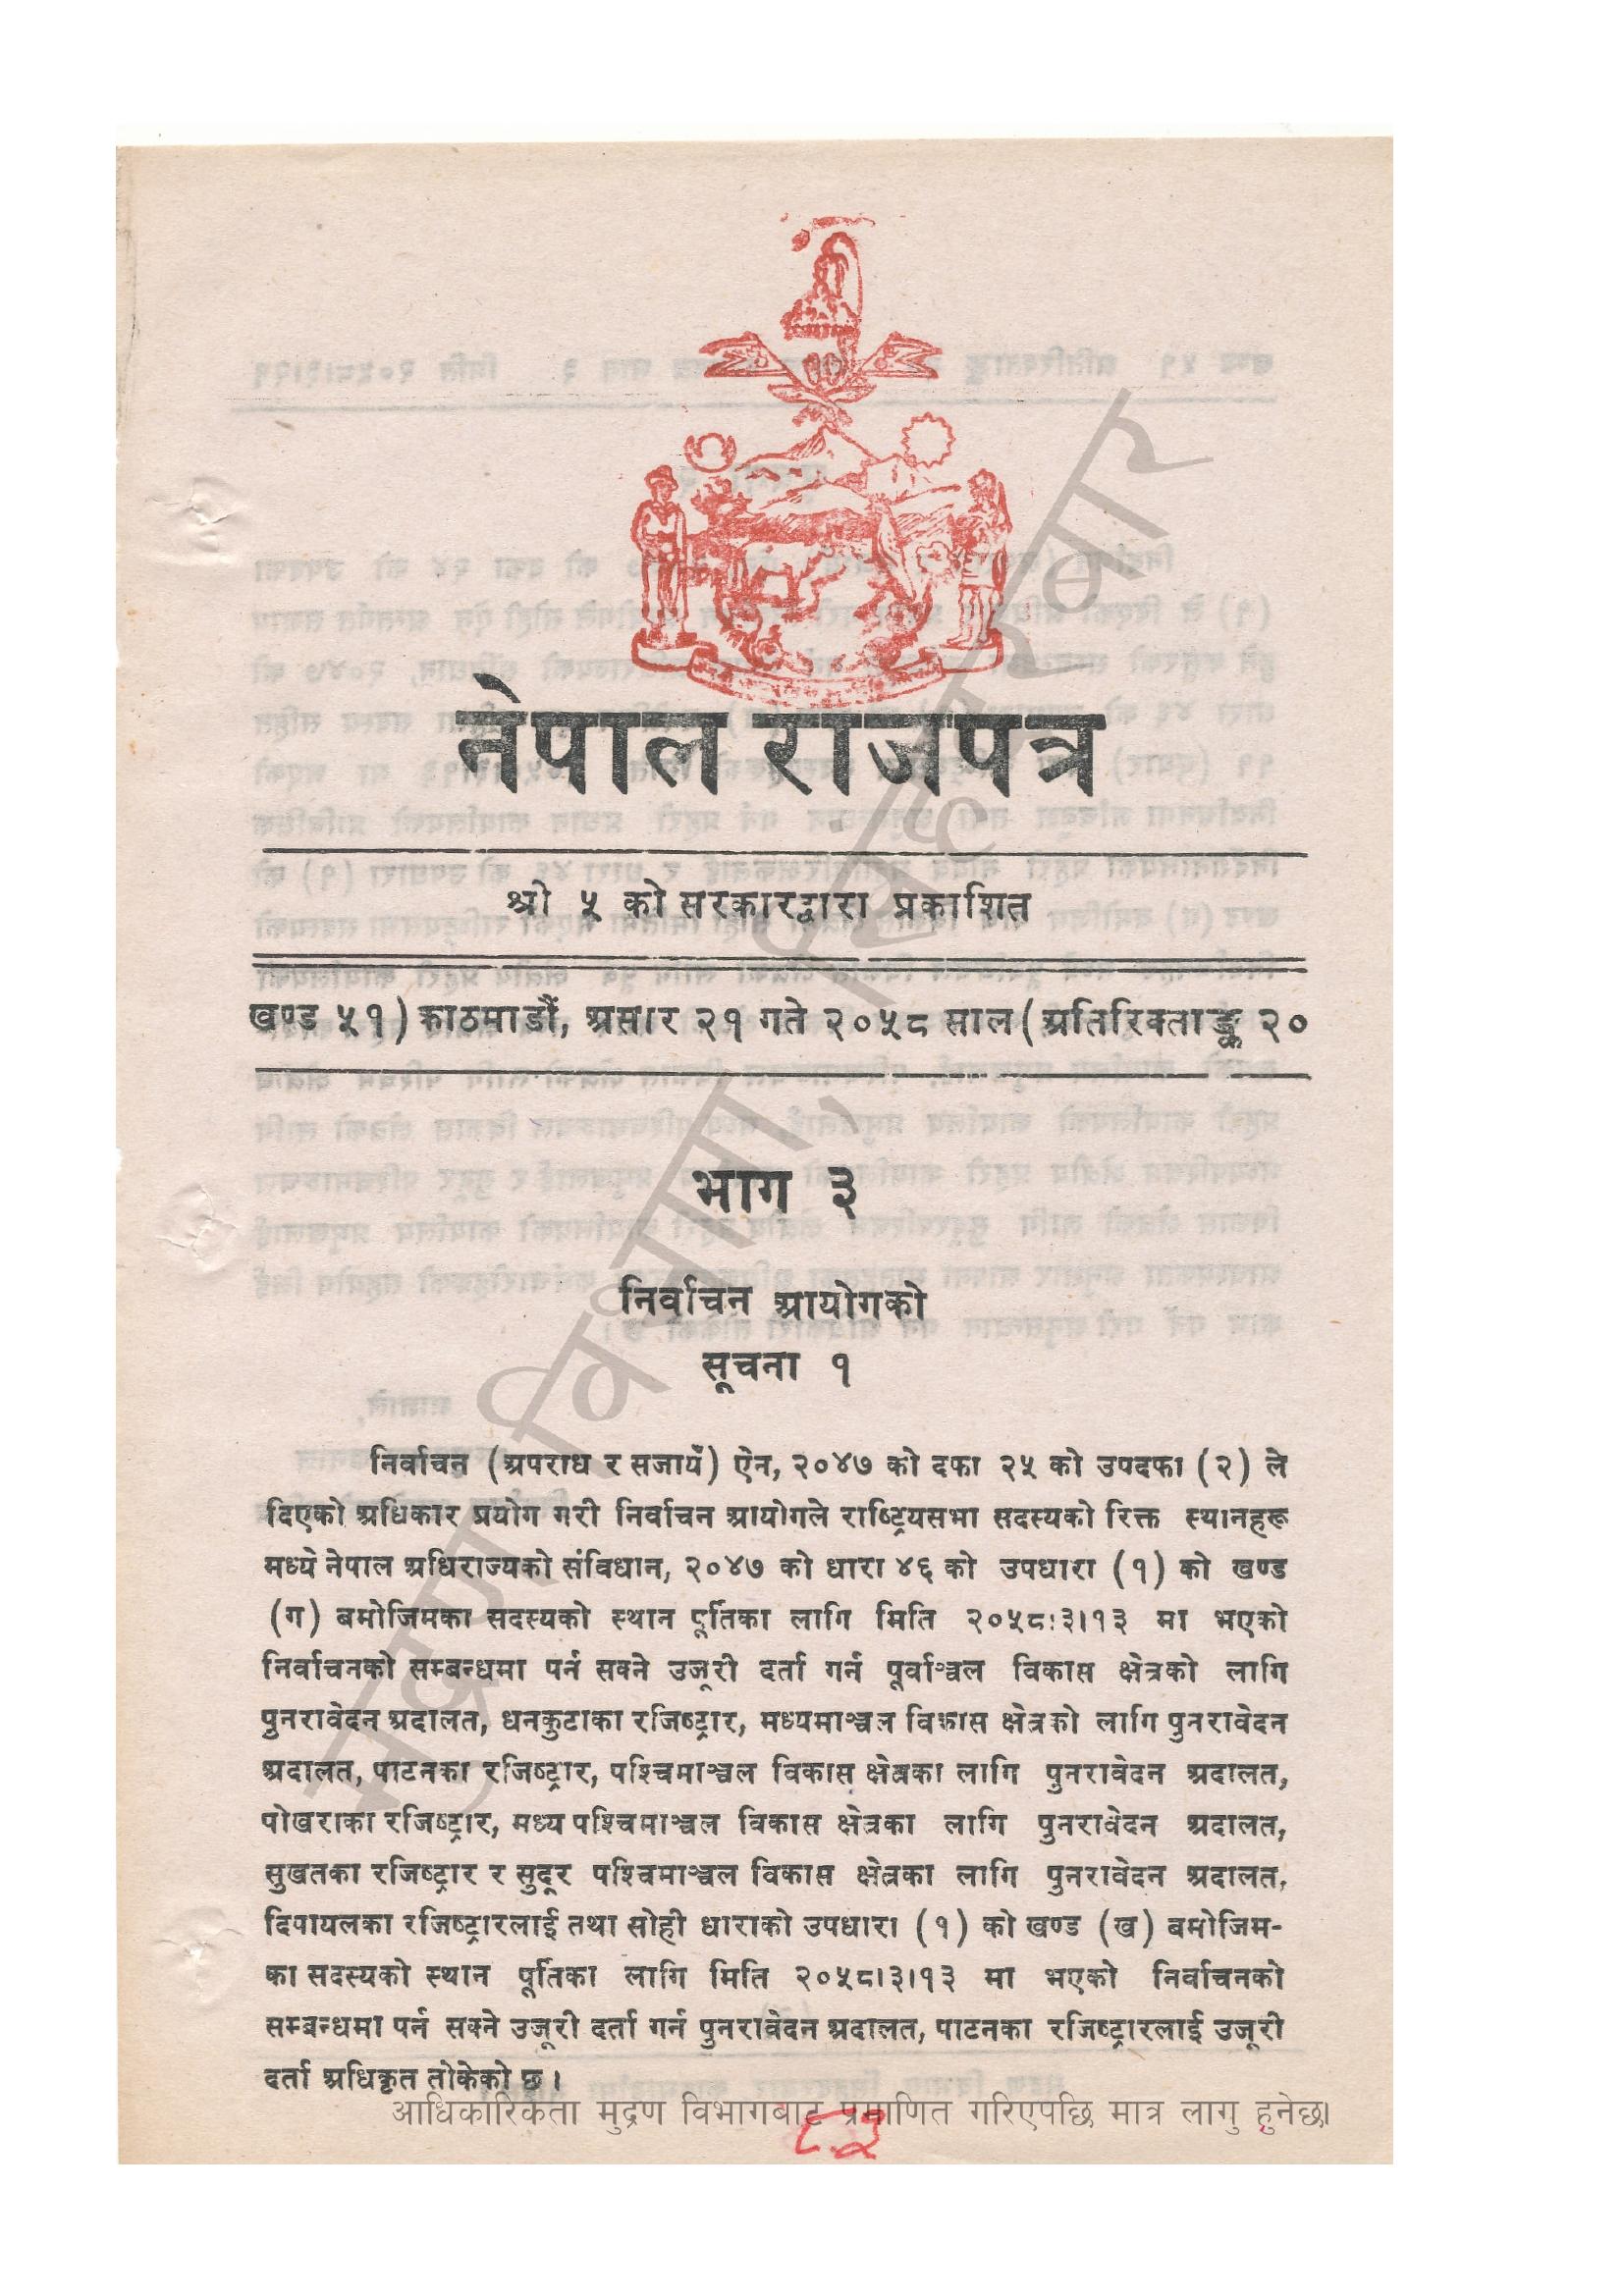 नेपाल राजपत्र
श्री ५ को सरकारद्वारा प्रकाशित
खण्ड ५१) काठमाडौं, असार २१ गते २०५८ साल (अतिरिक्ताङ्क २०
भाग ३
निर्वाचन आयोगको
सूचना १
निर्वाचन (अपराध र सजायँ) ऐन, २०४७ को दफा २५ को उपदफा (२) ले
दिएको अधिकार प्रयोग गरी निर्वाचन आयोगले राष्ट्रियसभा सदस्यको रिक्त स्थानहरू
मध्ये नेपाल अधिराज्यको संविधान, २०४७ को धारा ४६ को उपधारा (१) को खण्ड
(ग) बमोजिमका सदस्यको स्थान पूर्तिका लागि मिति २०५८।३।१३ मा भएको
निर्वाचनको सम्बन्धमा पर्न सक्ने उजूरी दर्ता गर्न पूर्वाञ्चल विकास क्षेत्रको लागि
पुनरावेदन अदालत, धनकुटाका रजिष्ट्रार, मध्यमाञ्चल विकास क्षेत्रको लागि पुनरावेदन
अदालत, पाटनका रजिष्ट्रार, पश्चिमाञ्चल विकास क्षेत्रका लागि पुनरावेदन अदालत,
पोखराका रजिष्ट्रार, मध्य पश्चिमाञ्चल विकास क्षेत्रका लागि पुनरावेदन अदालत,
सुखतका रजिष्ट्रार र सुदूर पश्चिमाञ्चल विकास क्षेत्रका लागि पुनरावेदन अदालत,
दिपायलका रजिष्ट्रारलाई तथा सोही धाराको उपधारा (१) को खण्ड (ख) बमोजिम-
का सदस्यको स्थान पूर्तिका लागि मिति २०५८।३।१३ मा भएको निर्वाचनको
सम्बन्धमा पर्न सक्ने उजूरी दर्ता गर्न पुनरावेदन अदालत, पाटनका रजिष्ट्रारलाई उजूरी
दर्ता अधिकृत तोकेको छ।
आधिकारिकता मुद्रण विभागबाट प्रमाणित गरिएपछि मात्र लागु हुनेछ।
८२
मुद्रण विभाग, सिंहदरबार